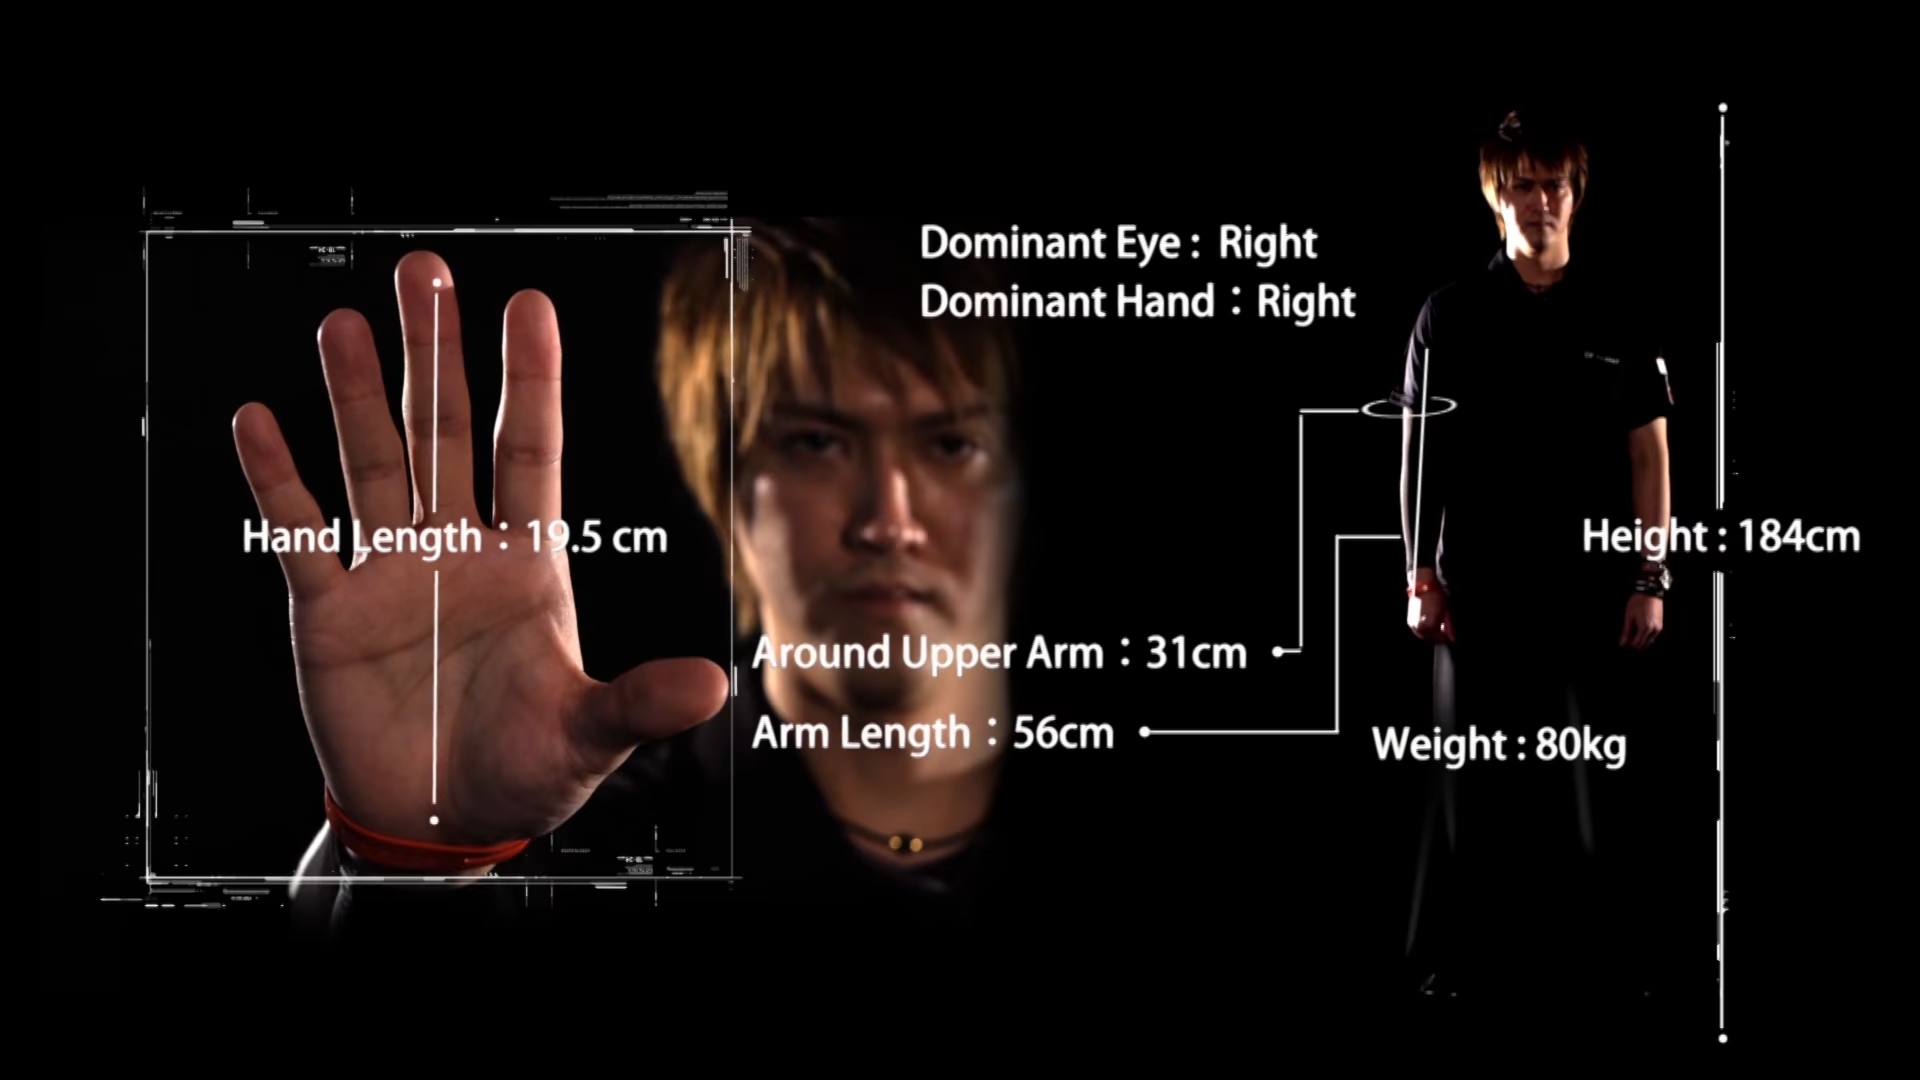 Dominant Eye : Right
Dominant Hand : Right
Hand Length : 19.5 cm
Height : 184cm
Around Upper Arm : 31cm
Arm Length : 56cm
Weight : 80kg